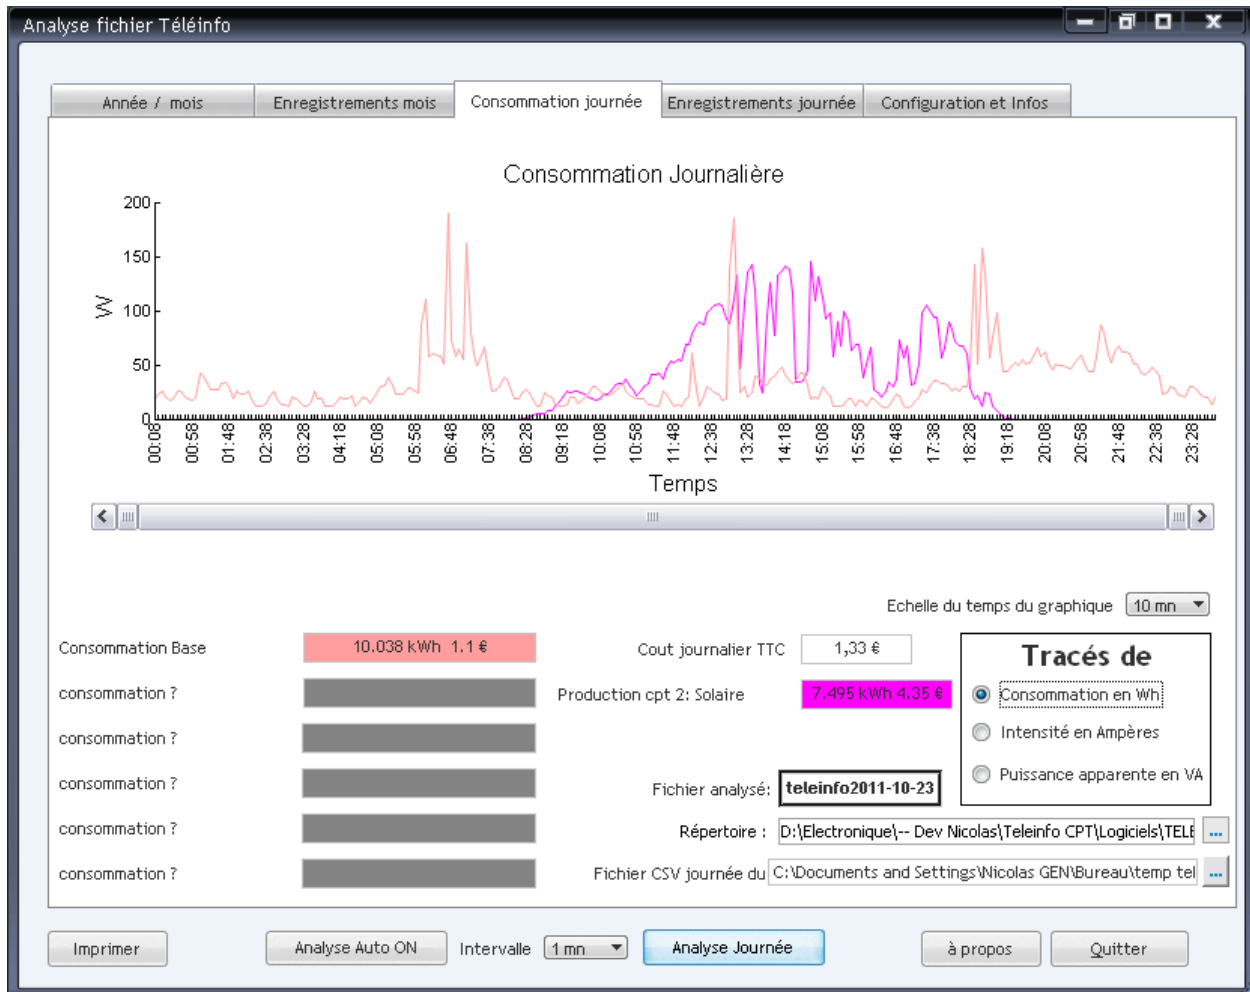 Analyse fichier Téléinfo
Année / mois
Enregistrements mois
Consommation journée
Enregistrements journée
Configuration et Infos
Consommation Journalière
200
150
100
50
0
W
00:08 00:58 01:48 02:38 03:28 04:18 05:08 05:58 06:48 07:38 08:28 09:18 10:08 10:58 11:48 12:38 13:28 14:18 15:08 15:58 16:48 17:38 18:28 19:18 20:08 20:58 21:48 22:38 23:28
Temps
Echelle du temps du graphique 10 mn
Consommation Base 10.038 kWh 1.1 €
Cout journalier TTC 1,33 €
Tracés de
consommation ?
Production cpt 2: Solaire 7.495 kWh 4.35 €
Consommation en Wh
consommation ?
Intensité en Ampères
consommation ?
Fichier analysé: teleinfo2011-10-23
Puissance apparente en VA
consommation ?
Répertoire : D:\Electronique\-- Dev Nicolas\Teleinfo CPT\Logiciels\TELE
...
consommation ?
Fichier CSV journée du C:\Documents and Settings\Nicolas GEN\Bureau\temp tel
...
Imprimer
Analyse Auto ON
Intervalle 1 mn
Analyse Journée
à propos
Quitter